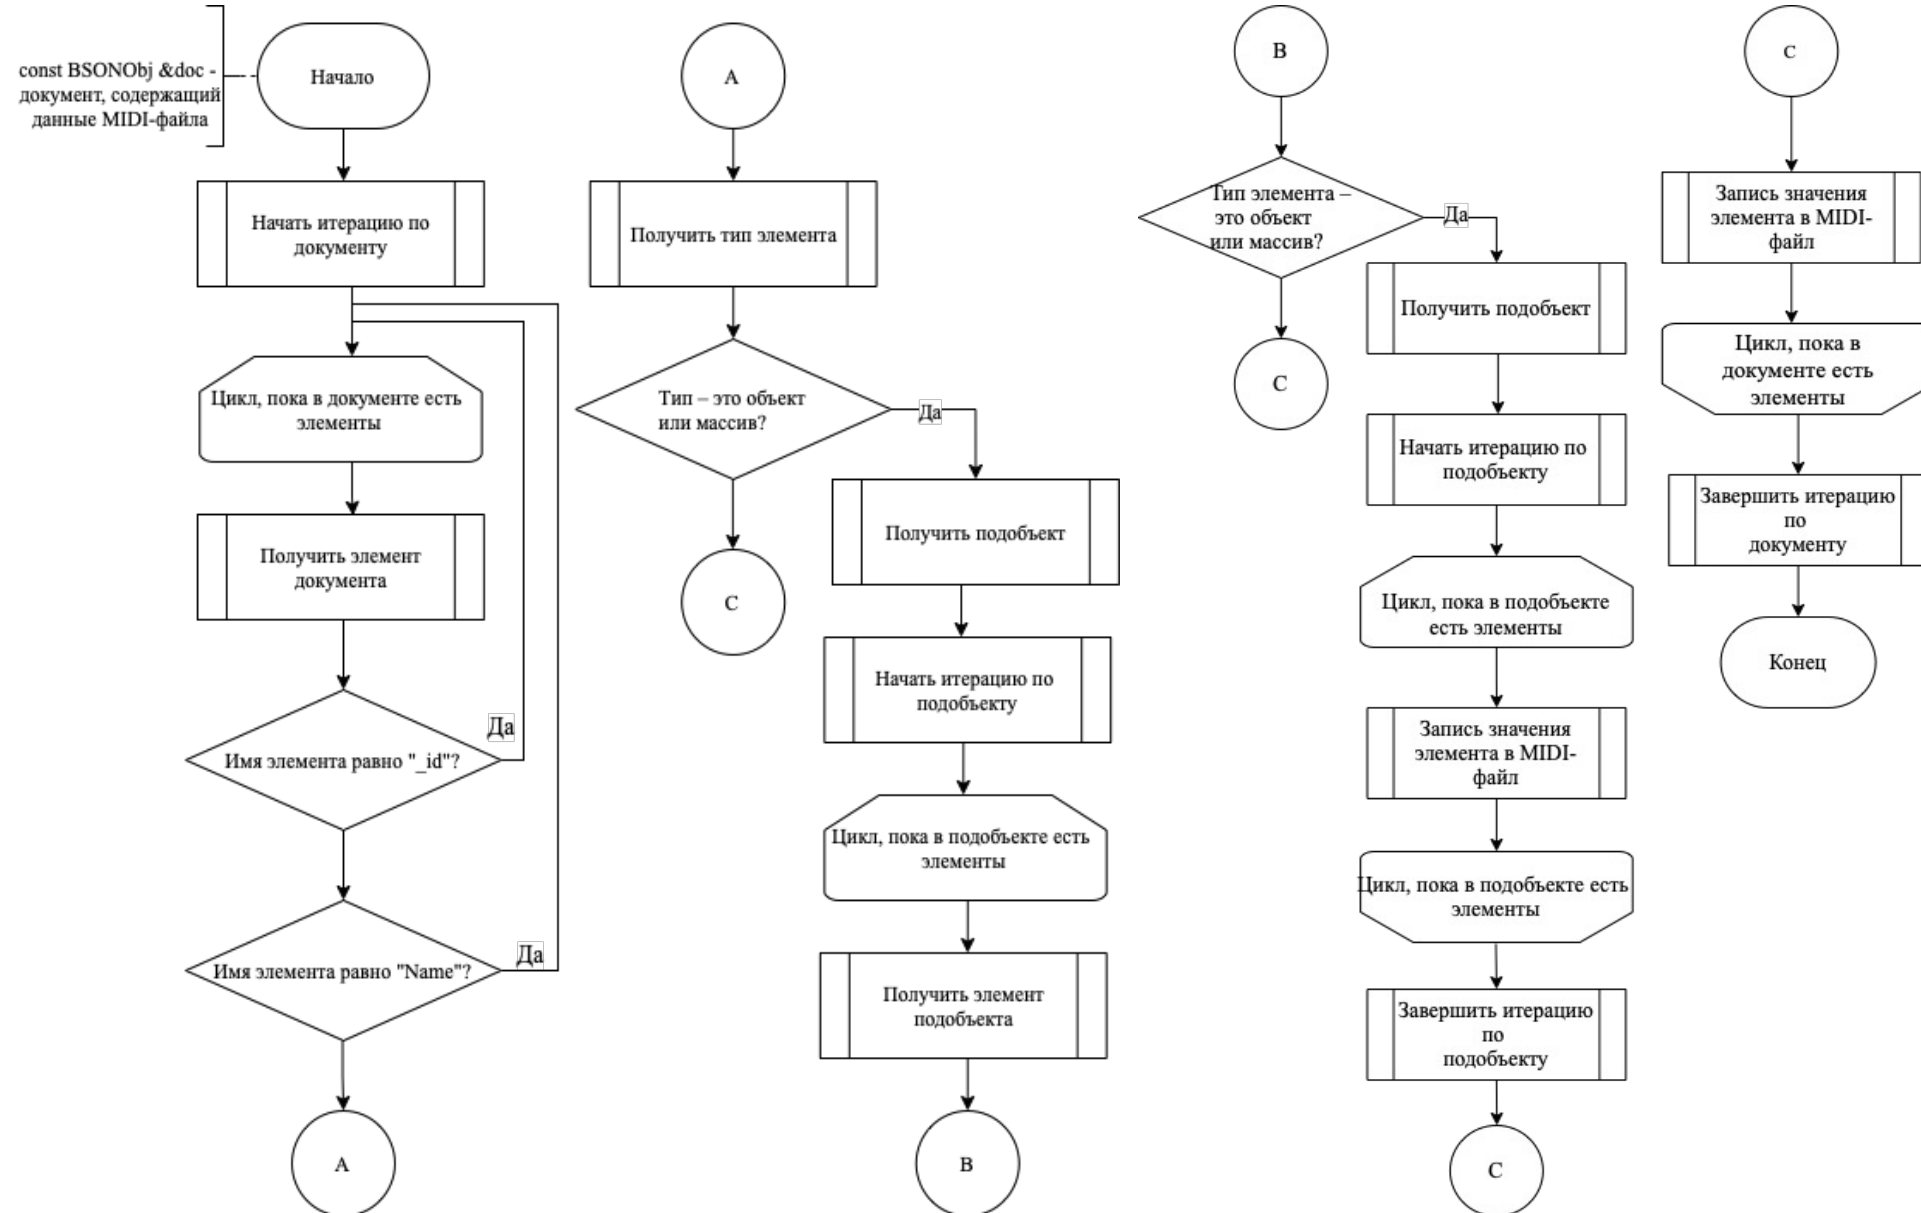 const BSONObj &doc -
документ, содержащий
данные MIDI-файла
Начало
Начать итерацию по
документу
Цикл, пока в документе есть
элементы
Получить элемент
документа
Имя элемента равно "_id"?
Да
Имя элемента равно "Name"?
Да
A
A
Получить тип элемента
Тип – это объект
или массив?
Да
C
Получить подобъект
Начать итерацию по
подобъекту
Цикл, пока в подобъекте есть
элементы
Получить элемент
подобъекта
B
B
Тип элемента –
это объект
или массив?
Да
C
Получить подобъект
Начать итерацию по
подобъекту
Цикл, пока в подобъекте
есть элементы
Запись значения
элемента в MIDI-
файл
Цикл, пока в подобъекте есть
элементы
Завершить итерацию
по
подобъекту
C
C
Запись значения
элемента в MIDI-
файл
Цикл, пока в
документе есть
элементы
Завершить итерацию
по
документу
Конец